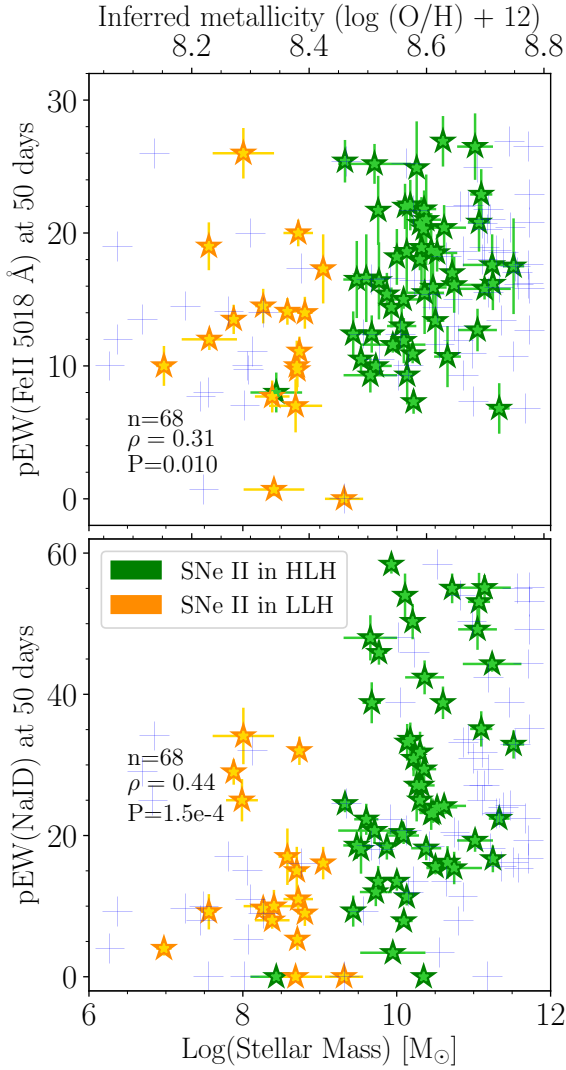 Inferred metallicity (log (O/H) + 12)
8.2 8.4 8.6 8.8
30
20
10
0
pEW(FeII 5018 Å) at 50 days
n=68
ρ = 0.31
P=0.010
60
40
20
0
pEW(NaID) at 50 days
SNe II in HLH
SNe II in LLH
n=68
ρ = 0.44
P=1.5e-4
6 8 10 12
Log(Stellar Mass) [M☉]